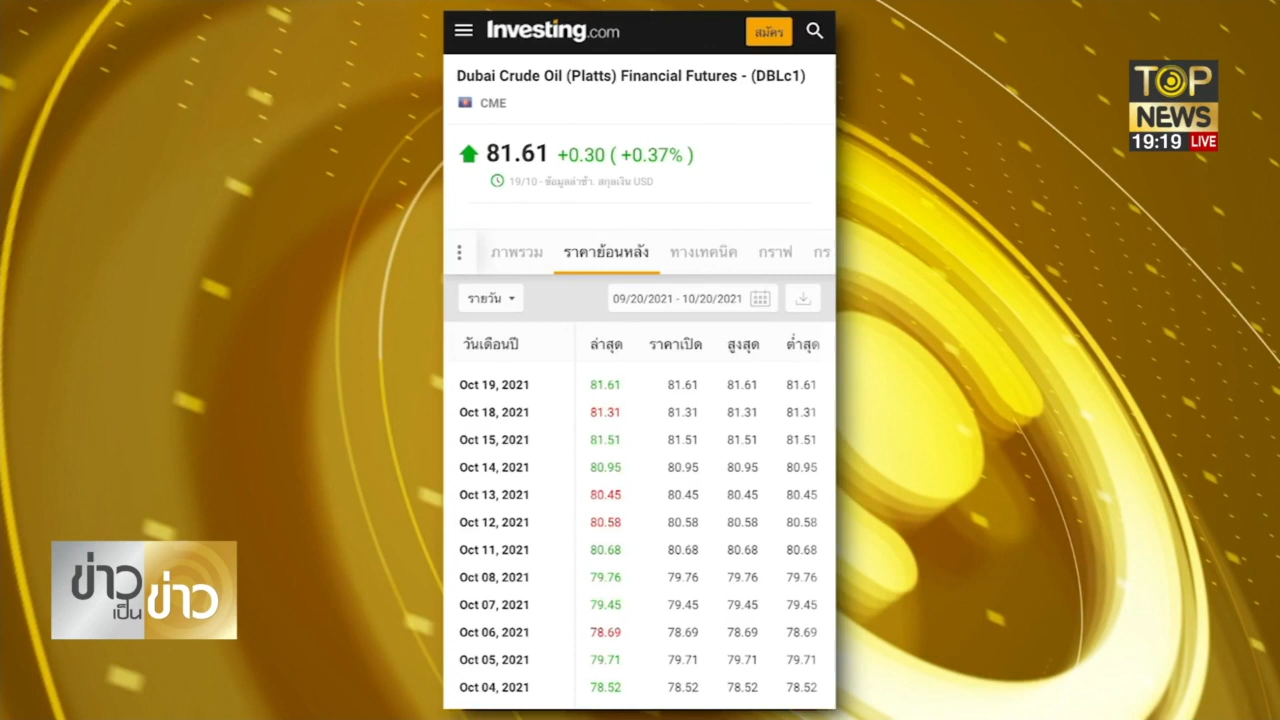 Investing.com
สมัคร
Dubai Crude Oil (Platts) Financial Futures - (DBLc1)
CME
81.61 +0.30 ( +0.37% )
19/10 - ข้อมูลล่าช้า. สกุลเงิน USD
ภาพรวม ราคาย้อนหลัง ทางเทคนิค กราฟ กร
รายวัน 09/20/2021 - 10/20/2021
วันเดือนปี ล่าสุด ราคาเปิด สูงสุด ต่ำสุด
Oct 19, 2021 81.61 81.61 81.61 81.61
Oct 18, 2021 81.31 81.31 81.31 81.31
Oct 15, 2021 81.51 81.51 81.51 81.51
Oct 14, 2021 80.95 80.95 80.95 80.95
Oct 13, 2021 80.45 80.45 80.45 80.45
Oct 12, 2021 80.58 80.58 80.58 80.58
Oct 11, 2021 80.68 80.68 80.68 80.68
Oct 08, 2021 79.76 79.76 79.76 79.76
Oct 07, 2021 79.45 79.45 79.45 79.45
Oct 06, 2021 78.69 78.69 78.69 78.69
Oct 05, 2021 79.71 79.71 79.71 79.71
Oct 04, 2021 78.52 78.52 78.52 78.52
TOP
NEWS
19:19 LIVE
ข่าว
เป็น
ข่าว